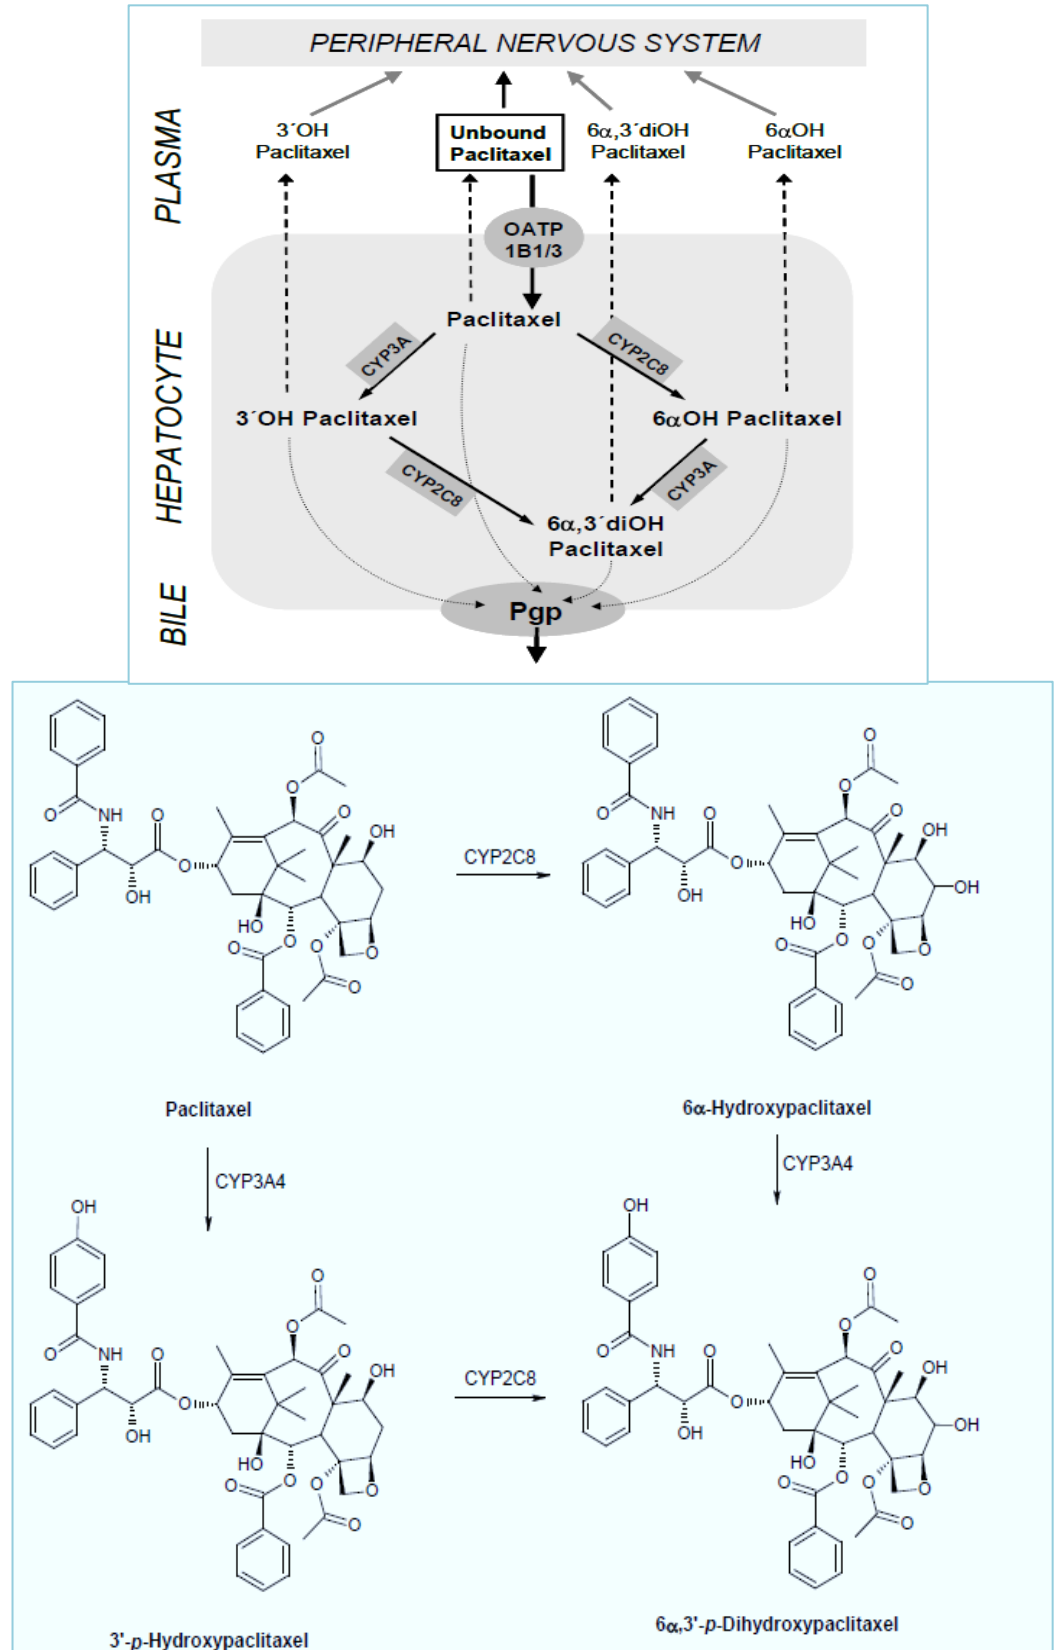 PERIPHERAL NERVOUS SYSTEM
PLASMA
3´OH
Paclitaxel
Unbound
Paclitaxel
6α,3´diOH
Paclitaxel
6αOH
Paclitaxel
OATP
1B1/3
HEPATOCYTE
Paclitaxel
CYP3A
CYP2C8
3´OH Paclitaxel
6αOH Paclitaxel
CYP2C8
CYP3A
6α,3´diOH
Paclitaxel
BILE
Pgp
O
O
NH
O
O
O
OH
O
OH
HO
O
O
O
O
O
CYP2C8
O
O
NH
O
O
O
OH
O
OH
OH
HO
O
O
O
O
O
Paclitaxel
6α-Hydroxypaclitaxel
CYP3A4
CYP3A4
OH
O
O
NH
O
O
O
OH
O
OH
HO
O
O
O
O
O
CYP2C8
OH
O
O
NH
O
O
O
OH
O
OH
OH
HO
O
O
O
O
O
3'-p-Hydroxypaclitaxel
6α,3'-p-Dihydroxypaclitaxel